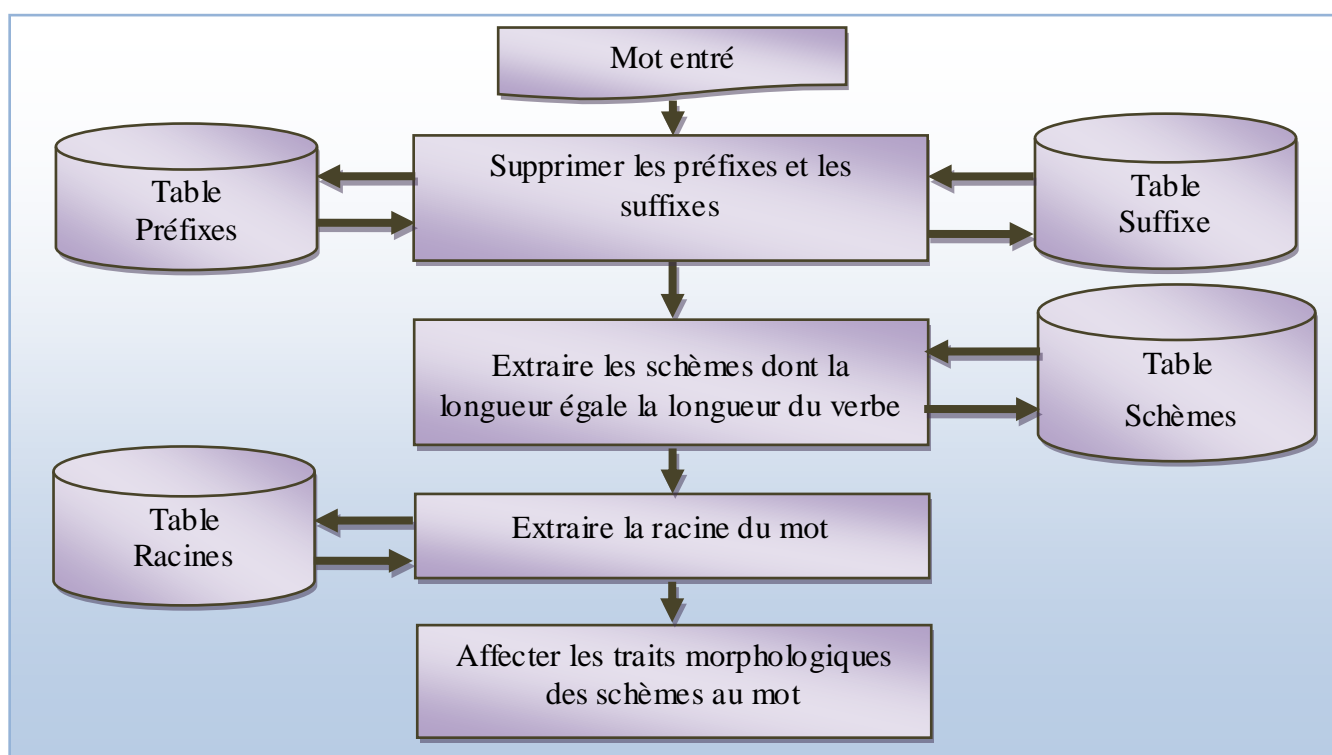 Mot entré
Supprimer les préfixes et les
suffixes
Table
Préfixes
Table
Suffixe
Extraire les schèmes dont la
longueur égale la longueur du verbe
Table
Schèmes
Extraire la racine du mot
Table
Racines
Affecter les traits morphologiques
des schèmes au mot